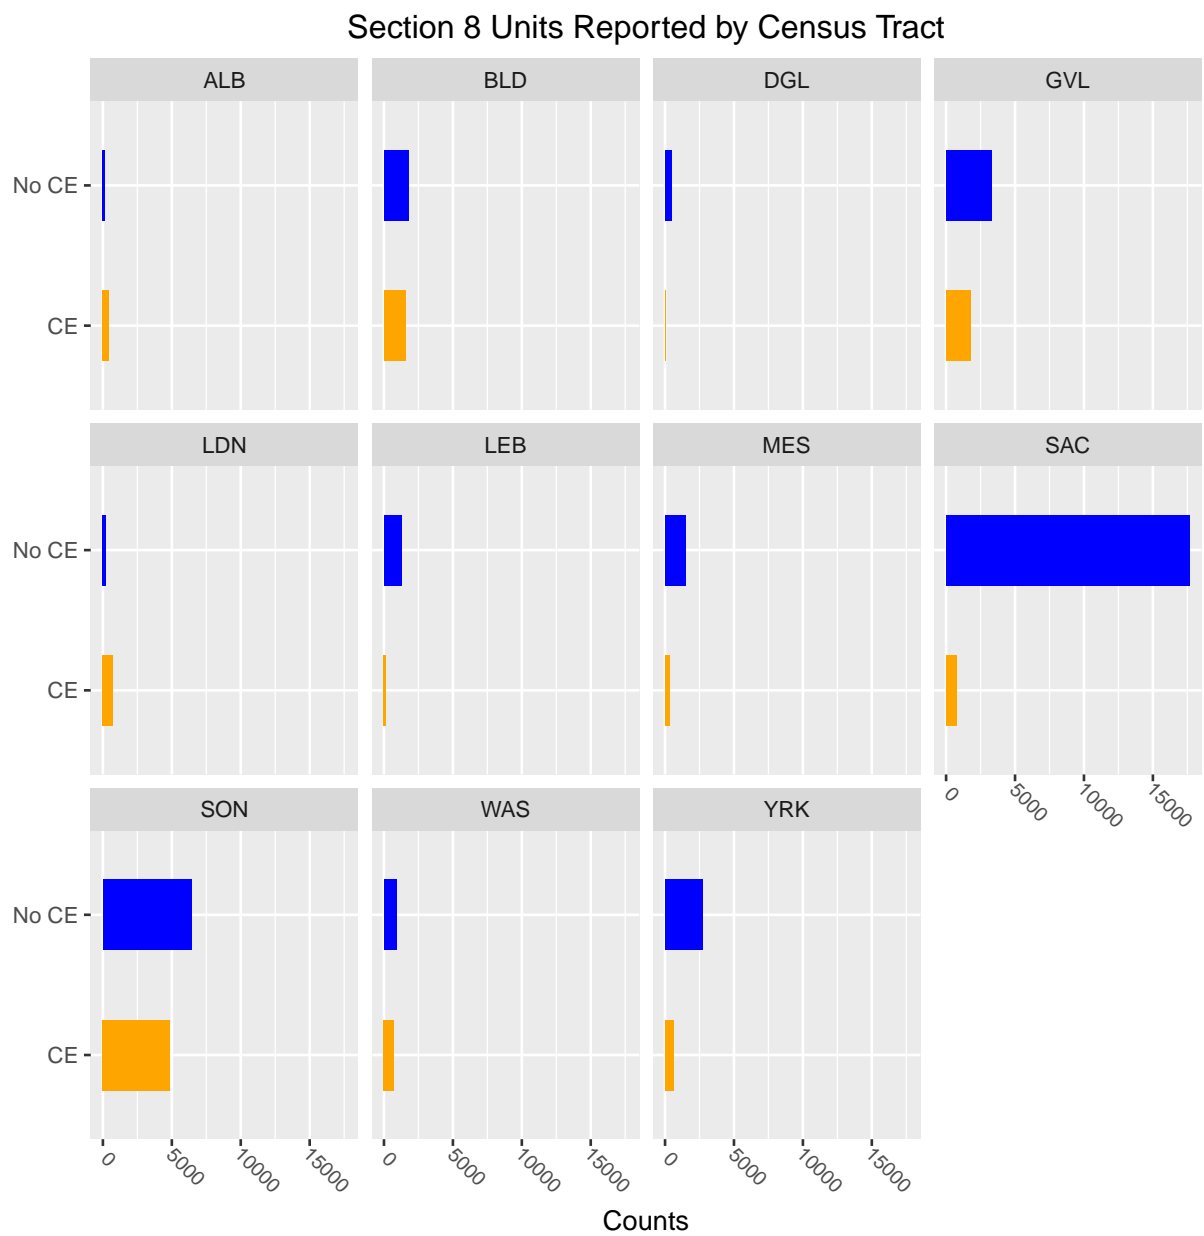 Section 8 Units Reported by Census Tract
ALB BLD DGL GVL
No CE
CE
LDN LEB MES SAC
No CE
CE
0 5000 10000 15000
SON WAS YRK
No CE
CE
0 5000 10000 15000 0 5000 10000 15000 0 5000 10000 15000
Counts